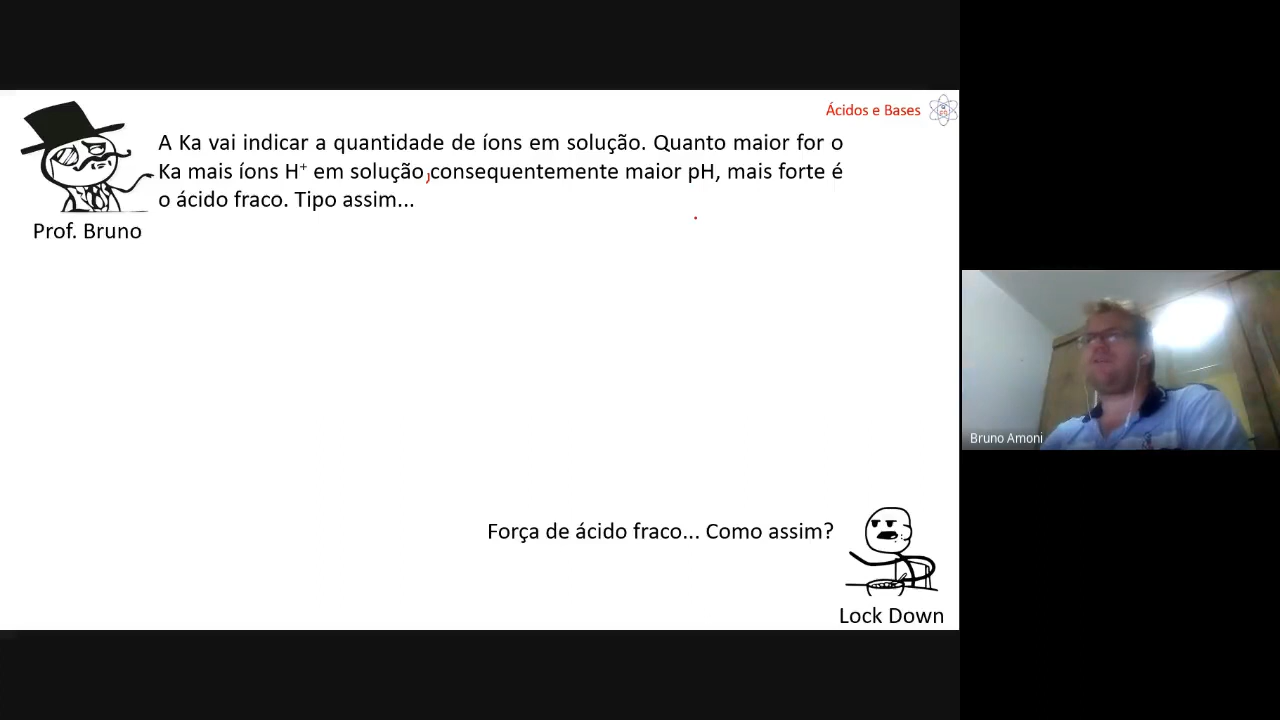 Ácidos e Bases
A Ka vai indicar a quantidade de íons em solução. Quanto maior for o
Ka mais íons H⁺ em solução,consequentemente maior pH, mais forte é
o ácido fraco. Tipo assim...
Prof. Bruno
Bruno Amoni
Força de ácido fraco... Como assim?
Lock Down